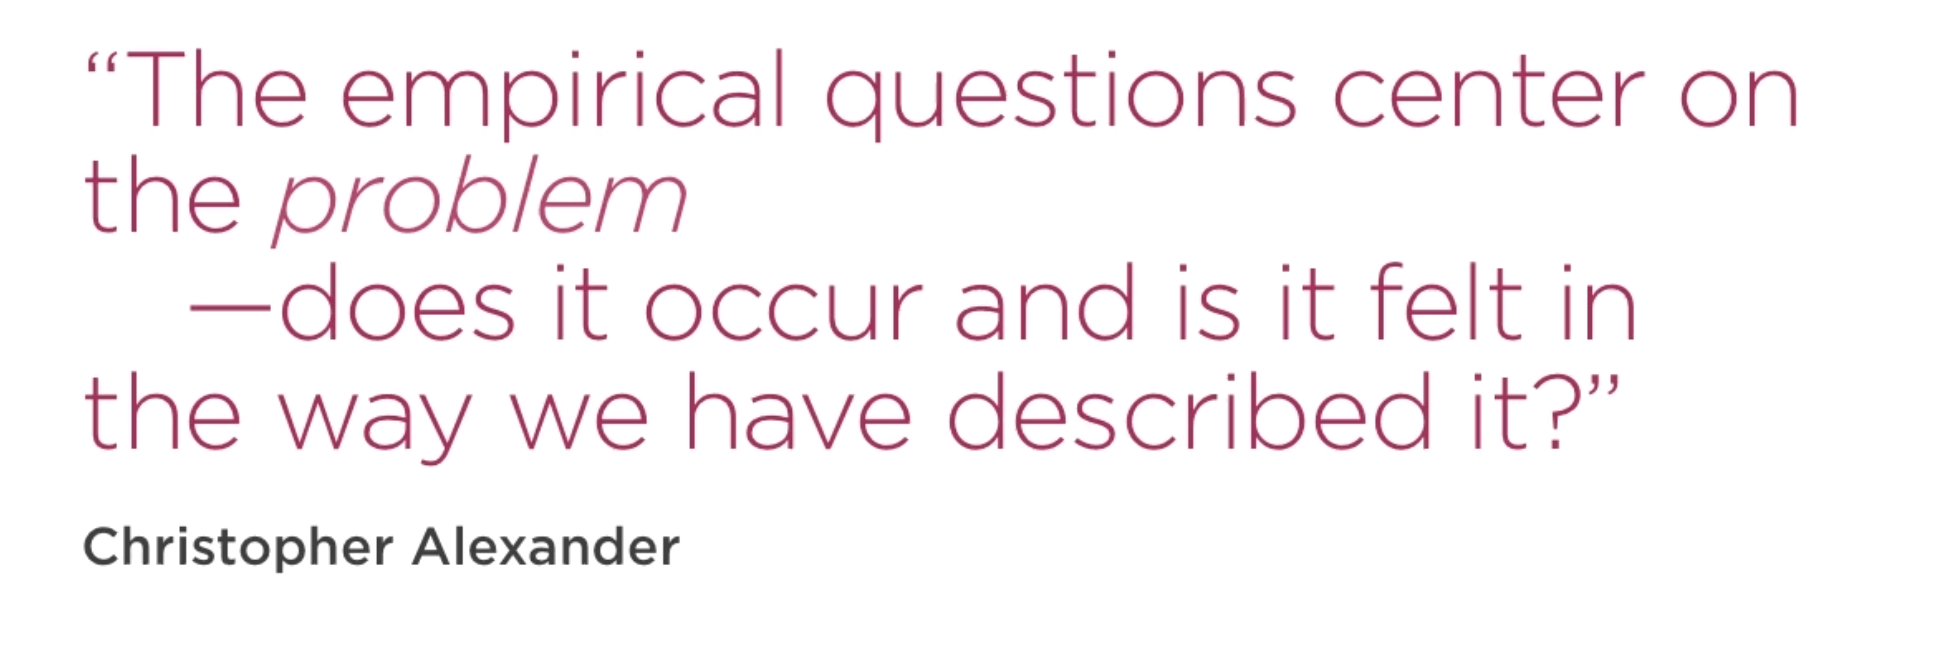 “The empirical questions center on
the problem
—does it occur and is it felt in
the way we have described it?”
Christopher Alexander